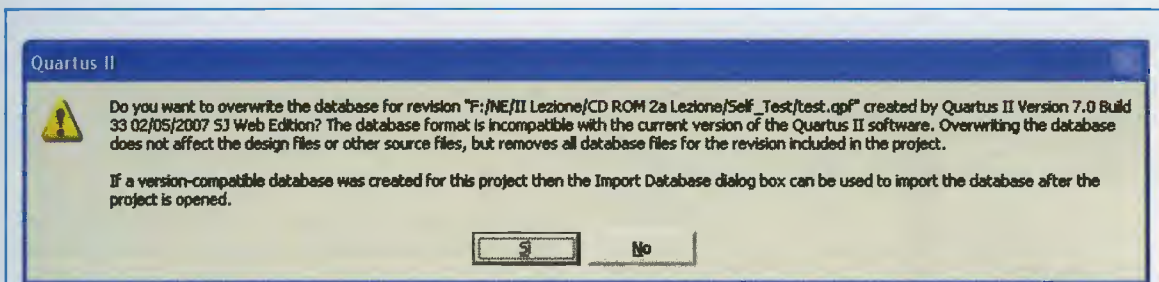 Quartus II
Do you want to overwrite the database for revision "F:/NE/II Lezione/CD ROM 2a Lezione/Self_Test/test.qpf" created by Quartus II Version 7.0 Build
33 02/05/2007 SJ Web Edition? The database format is incompatible with the current version of the Quartus II software. Overwriting the database
does not affect the design files or other source files, but removes all database files for the revision included in the project.
If a version-compatible database was created for this project then the Import Database dialog box can be used to import the database after the
project is opened.
Sì
No